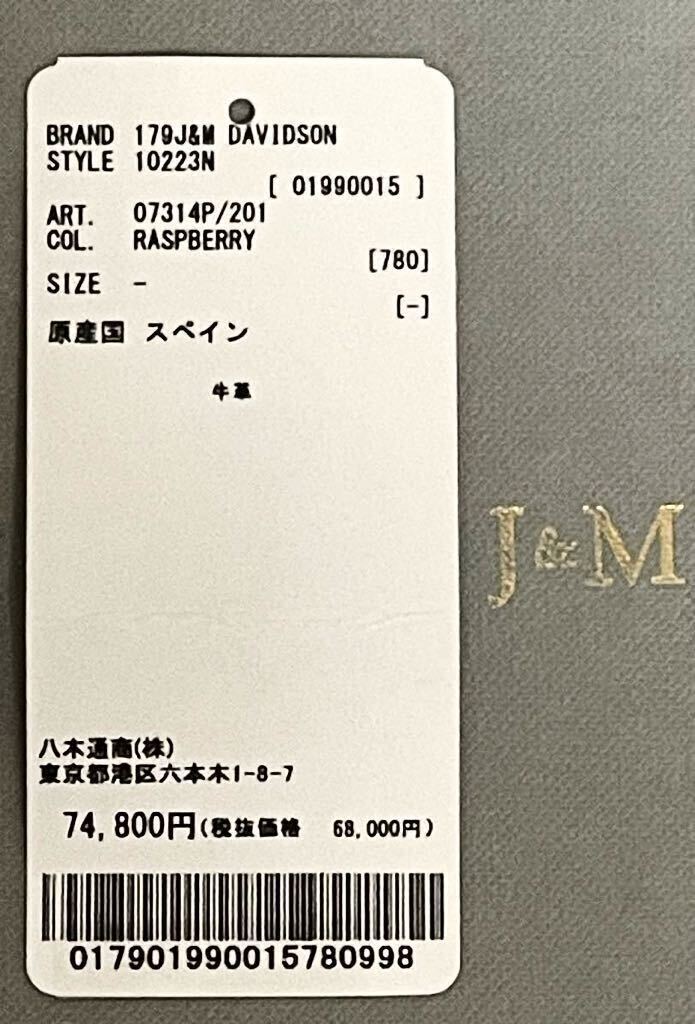 BRAND 179J&M DAVIDSON
STYLE 10223N
[ 01990015 ]
ART. 07314P/201
COL. RASPBERRY
[780]
SIZE -
[-]
原産国 スペイン
牛革
J&M
八木通商(株)
東京都港区六本木1-8-7
74,800円(税抜価格 68,000円)
017901990015780998